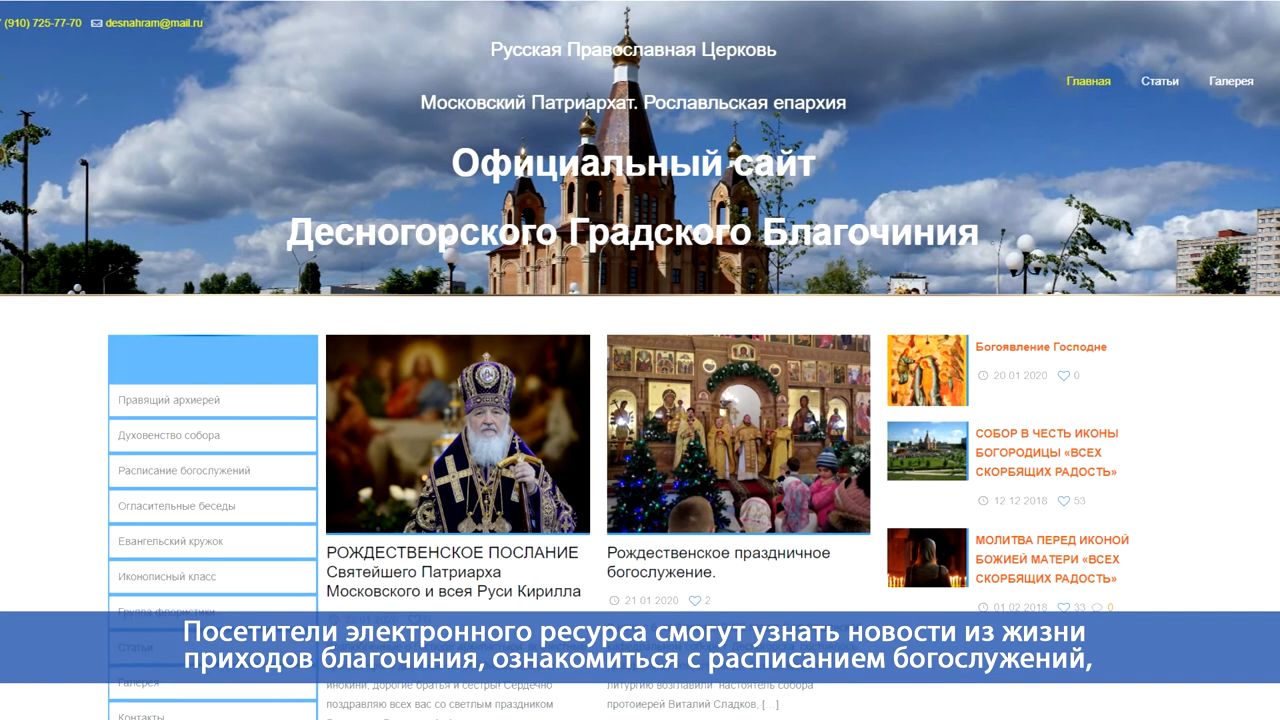 (910) 725-77-70 desnahram@mail.ru
Русская Православная Церковь
Главная Статьи Галерея
Московский Патриархат. Рославльская епархия
Официальный сайт
Десногорского Градского Благочиния
Правящий архиерей
Духовенство собора
Расписание богослужений
Огласительные беседы
Евангельский кружок
Иконописный класс
Группа флористики
Статьи
Галерея
Контакты
РОЖДЕСТВЕНСКОЕ ПОСЛАНИЕ
Святейшего Патриарха
Московского и всея Руси Кирилла
инокини, дорогие братья и сестры! Сердечно
поздравляю всех вас со светлым праздником
Рождественское праздничное
богослужение.
21 01 2020 2
литургию возглавили настоятель собора
протоиерей Виталий Сладков, […]
Богоявление Господне
20 01 2020 0
СОБОР В ЧЕСТЬ ИКОНЫ
БОГОРОДИЦЫ «ВСЕХ
СКОРБЯЩИХ РАДОСТЬ»
12 12 2018 53
МОЛИТВА ПЕРЕД ИКОНОЙ
БОЖИЕЙ МАТЕРИ «ВСЕХ
СКОРБЯЩИХ РАДОСТЬ»
01 02 2018 33 0
Посетители электронного ресурса смогут узнать новости из жизни
приходов благочиния, ознакомиться с расписанием богослужений,